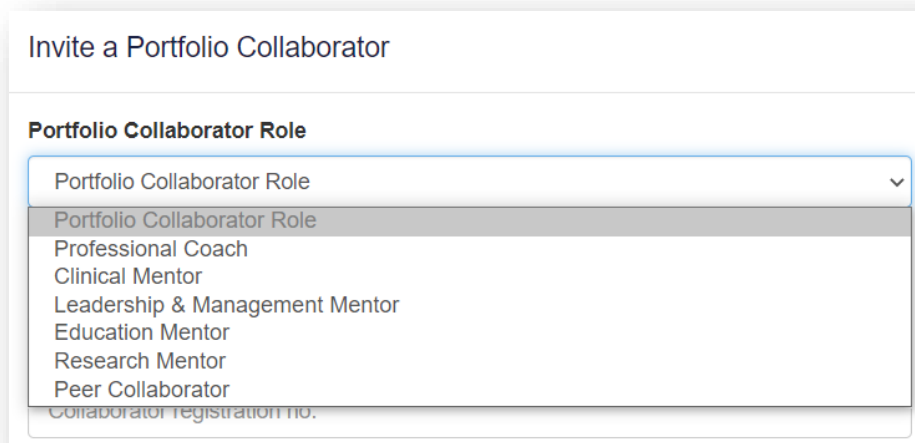 Invite a Portfolio Collaborator
Portfolio Collaborator Role
Portfolio Collaborator Role
Portfolio Collaborator Role
Professional Coach
Clinical Mentor
Leadership & Management Mentor
Education Mentor
Research Mentor
Peer Collaborator
Collaborator registration no.